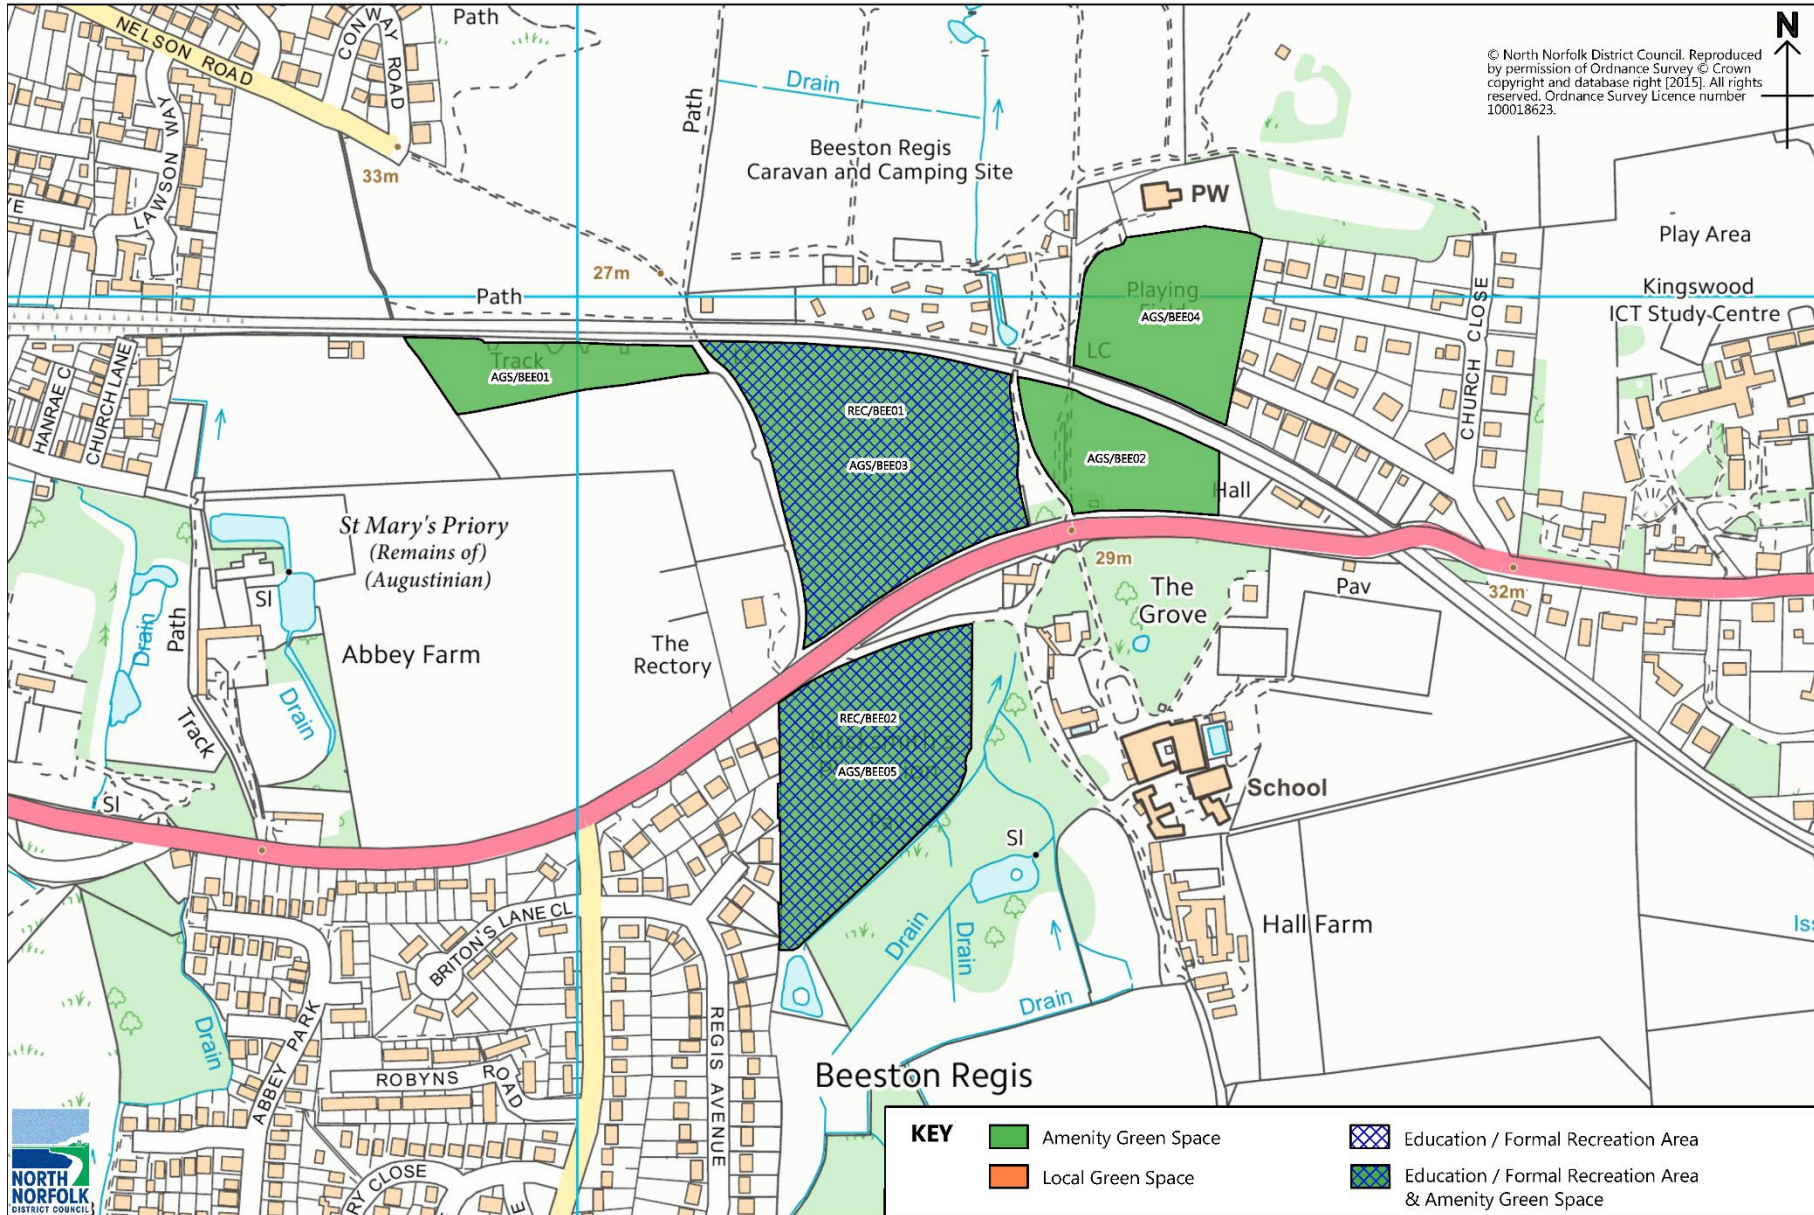 Path
N
NELSON ROAD
CONWAY ROAD
© North Norfolk District Council. Reproduced
by permission of Ordnance Survey © Crown
copyright and database right [2015]. All rights
reserved. Ordnance Survey Licence number
100018623.
Drain
Path
LAWSON WAY
Beeston Regis
Caravan and Camping Site
33m
PW
YE
Play Area
27m
Path
Playing
AGS/BEE04
Kingswood
ICT Study Centre
CHURCH CLOSE
LC
Track
AGS/BEE01
HANRAE C
CHURCH LANE
REC/BEE01
AGS/BEE03
AGS/BEE02
Hall
St Mary's Priory
(Remains of)
(Augustinian)
29m
32m
Pav
The
Grove
SI
Drain
Path
Abbey Farm
The
Rectory
Drain
Track
REC/BEE02
AGS/BEE05
School
SI
SI
Hall Farm
BRITON'S LANE CL
Drain
Drain
Iss
Drain
Drain
ABBEY PARK
REGIS AVENUE
ROBYNS ROAD
Beeston Regis
RY CLOSE
E
NORTH
NORFOLK
DISTRICT COUNCIL
KEY
Amenity Green Space
Local Green Space
Education / Formal Recreation Area
Education / Formal Recreation Area
& Amenity Green Space